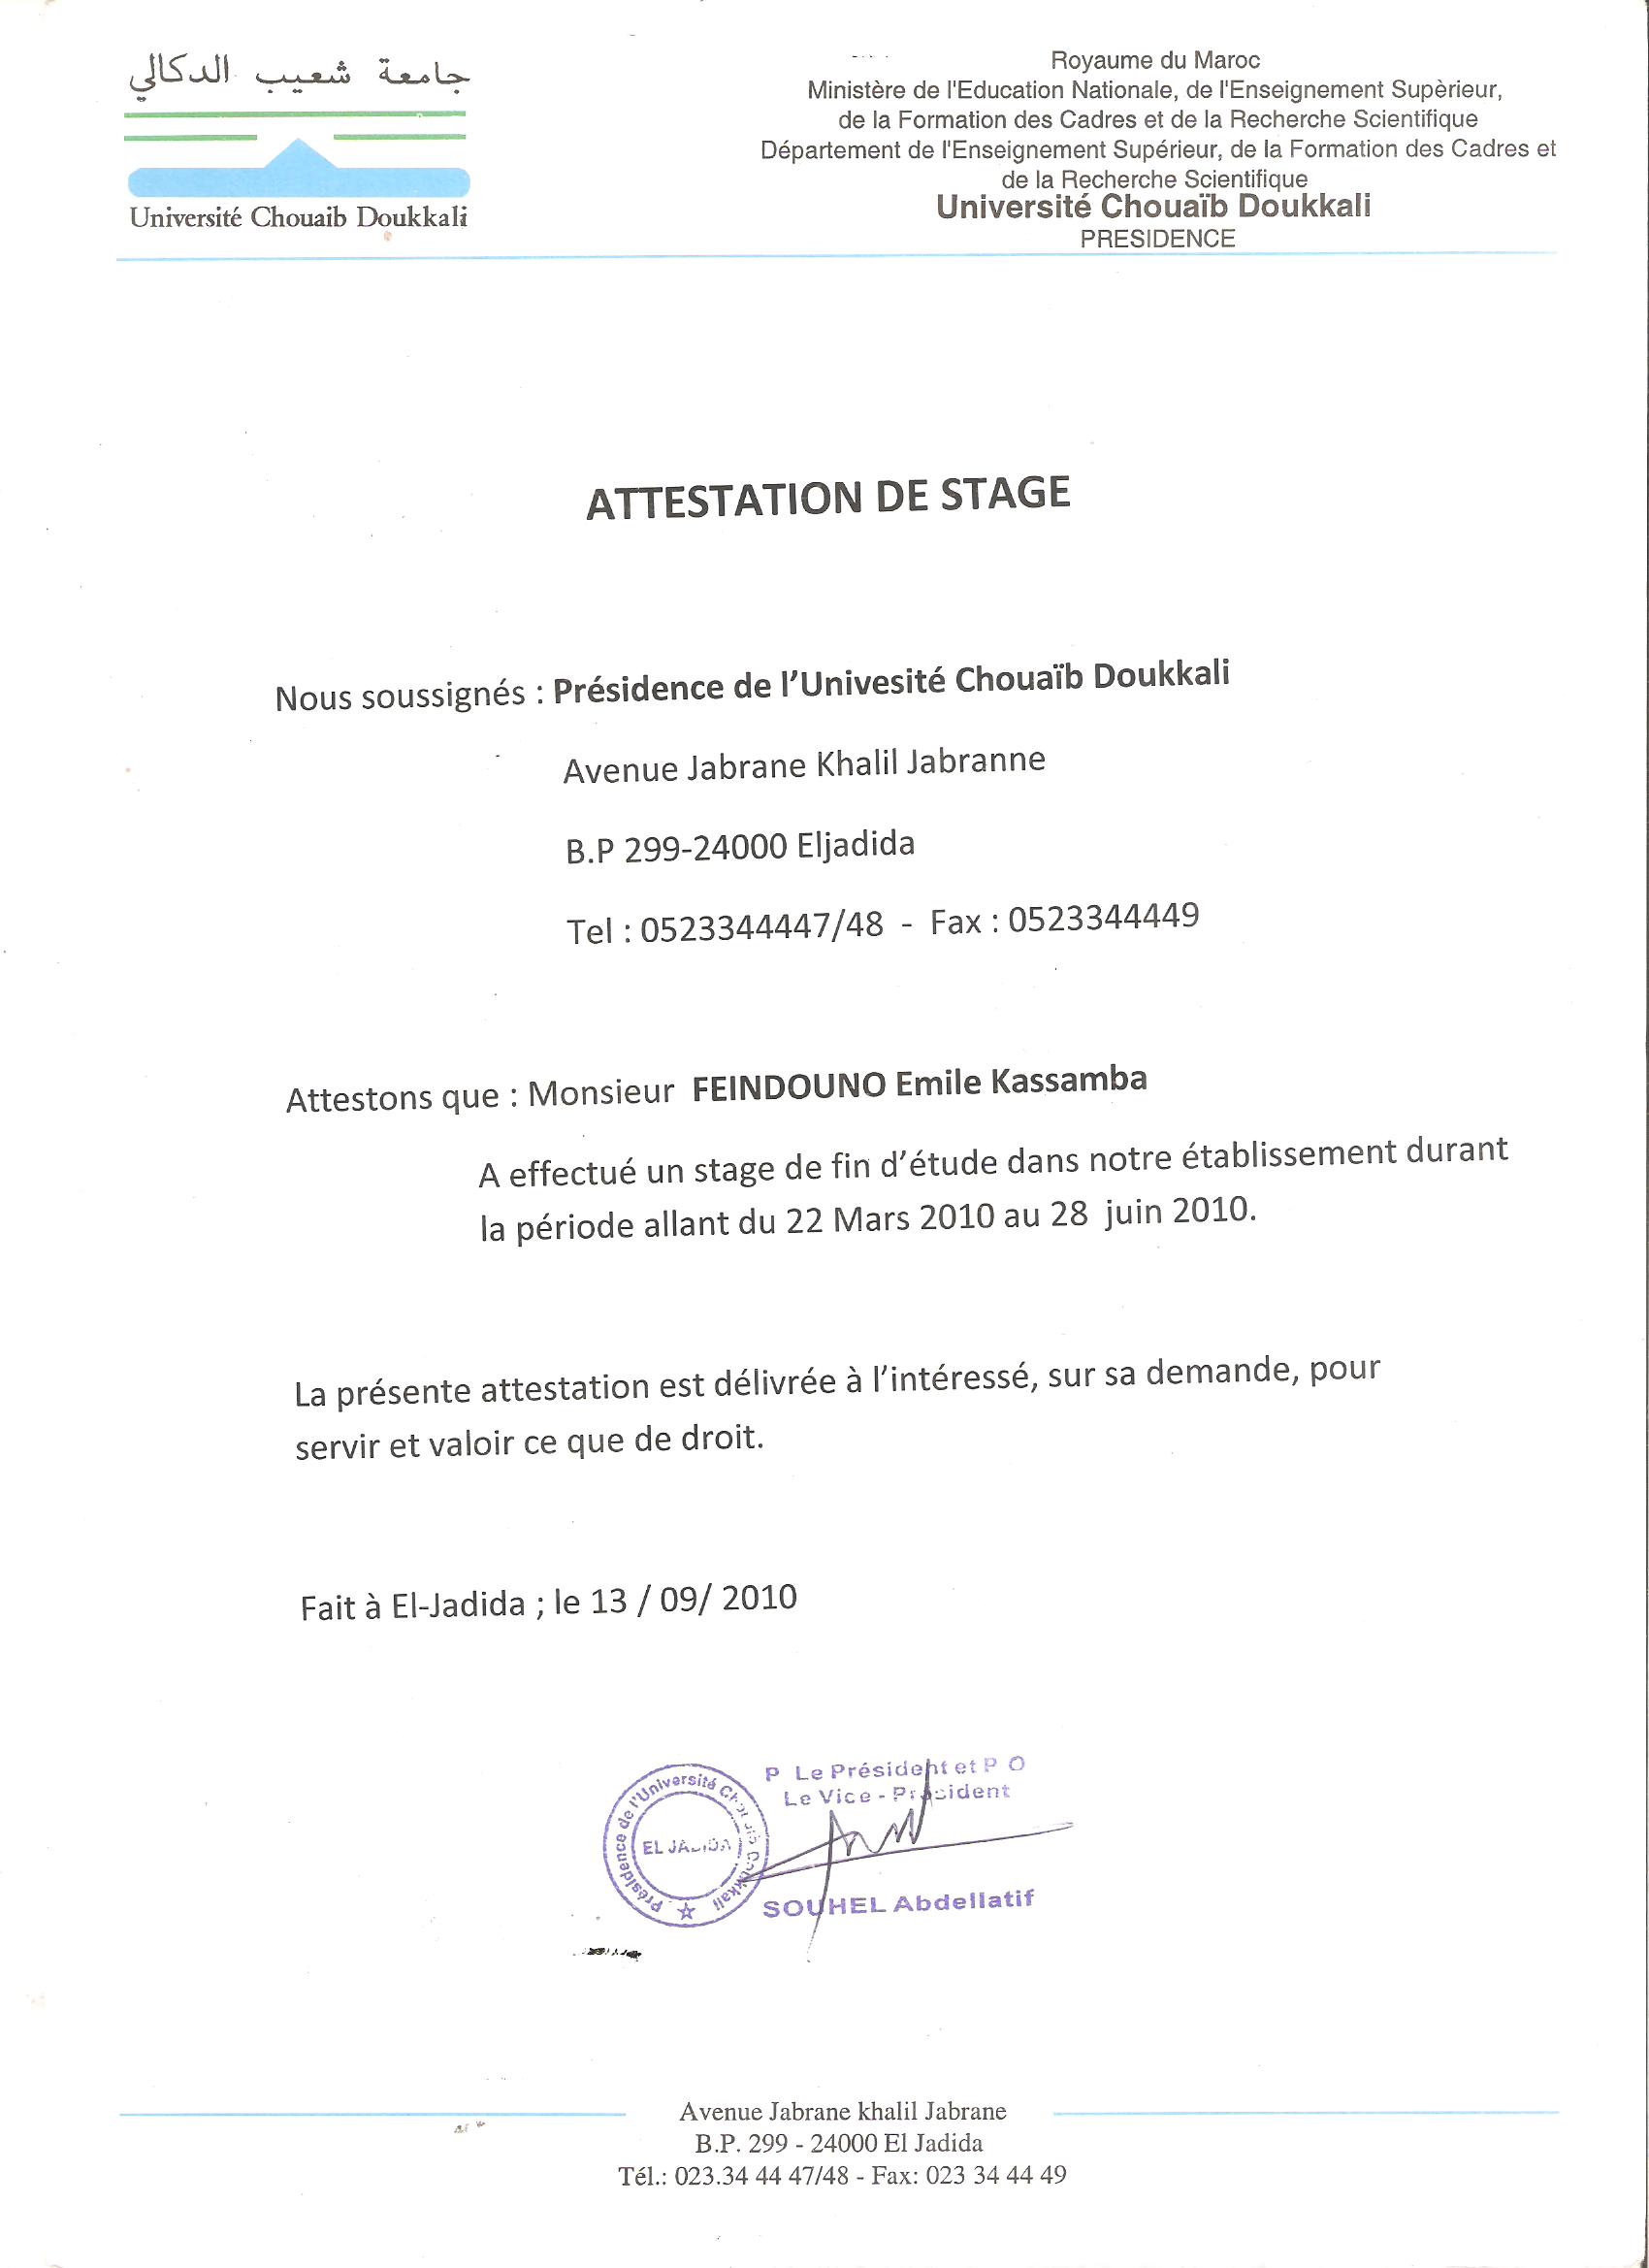 جامعة شعيب الدكالي
Université Chouaib Doukkali
Royaume du Maroc
Ministère de l'Education Nationale, de l'Enseignement Supèrieur,
de la Formation des Cadres et de la Recherche Scientifique
Département de l'Enseignement Supérieur, de la Formation des Cadres et
de la Recherche Scientifique
Université Chouaïb Doukkali
PRESIDENCE
ATTESTATION DE STAGE
Nous soussignés : Présidence de l'Univesité Chouaïb Doukkali
Avenue Jabrane Khalil Jabranne
B.P 299-24000 Eljadida
Tel : 0523344447/48 - Fax : 0523344449
Attestons que : Monsieur FEINDOUNO Emile Kassamba
A effectué un stage de fin d'étude dans notre établissement durant
la période allant du 22 Mars 2010 au 28 juin 2010.
La présente attestation est délivrée à l'intéressé, sur sa demande, pour
servir et valoir ce que de droit.
Fait à El-Jadida ; le 13 / 09/ 2010
Présidence de l'Université Chouaib Doukkali
EL JADIDA
P Le Président et P O
Le Vice - Président
SOUHEL Abdellatif
Avenue Jabrane khalil Jabrane
B.P. 299 - 24000 El Jadida
Tél.: 023.34 44 47/48 - Fax: 023 34 44 49